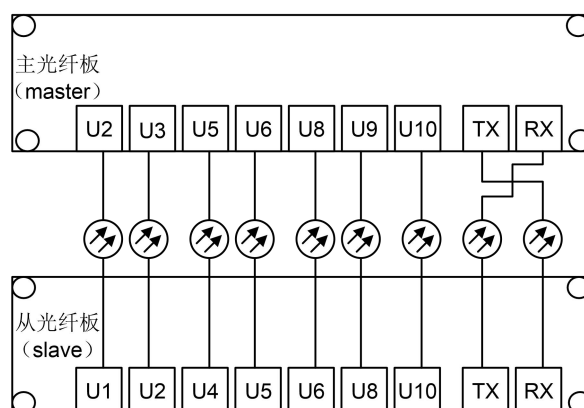 主光纤板
（master）
U2 U3 U5 U6 U8 U9 U10 TX RX
从光纤板
（slave）
U1 U2 U4 U5 U6 U8 U10 TX RX